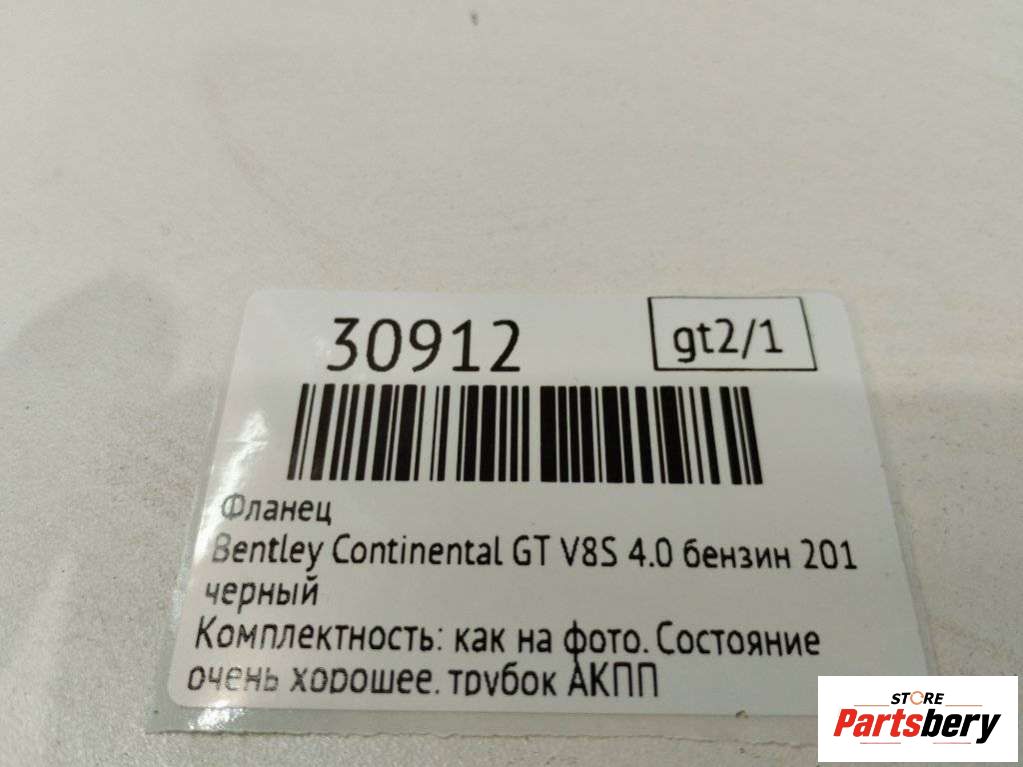 30912
gt2/1
Фланец
Bentley Continental GT V8S 4.0 бензин 201
черный
Комплектность: как на фото. Состояние
очень хорошее. трубок АКПП
STORE
Partsbery